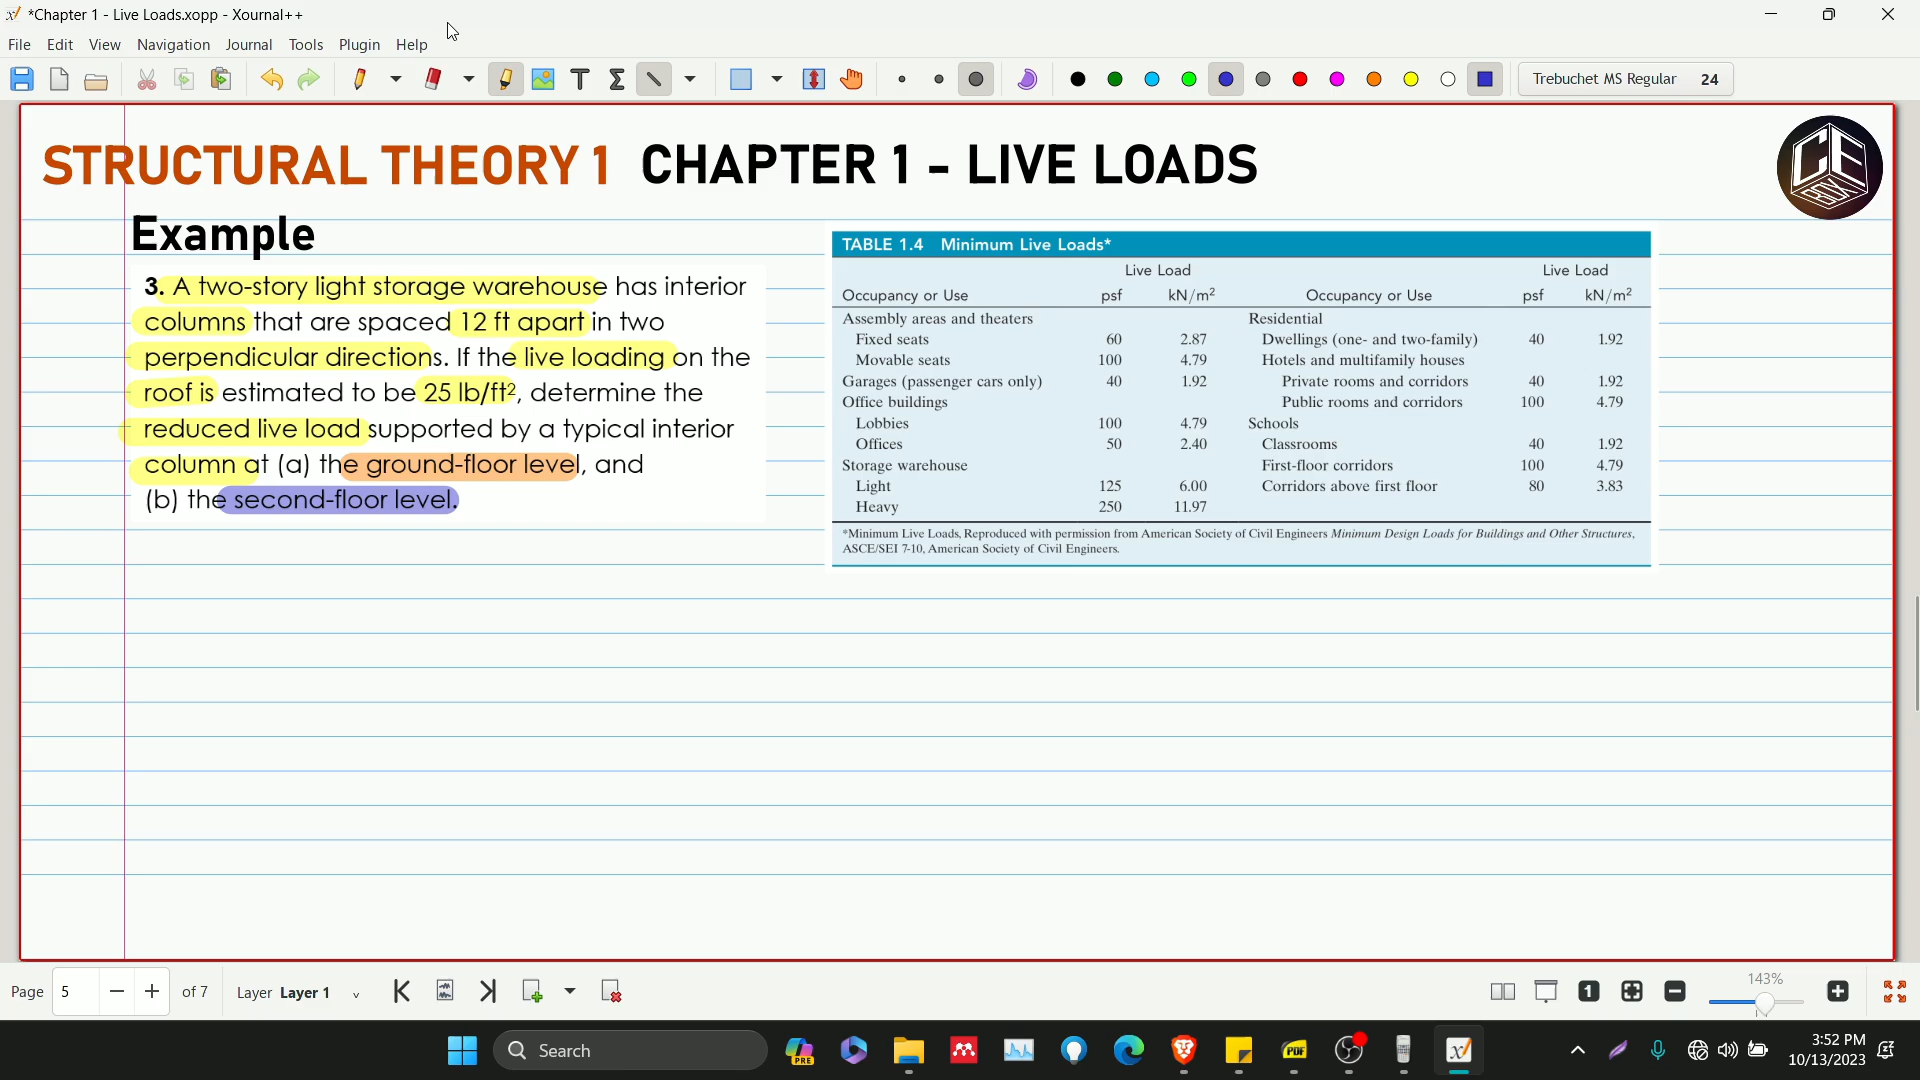 *Chapter 1 - Live Loads.xopp - Xournal++
File Edit View Navigation Journal Tools Plugin Help
Trebuchet MS Regular 24
STRUCTURAL THEORY 1 CHAPTER 1 - LIVE LOADS
CE
BOX
Example
3. A two-story light storage warehouse has interior
columns that are spaced 12 ft apart in two
perpendicular directions. If the live loading on the
roof is estimated to be 25 lb/ft², determine the
reduced live load supported by a typical interior
column at (a) the ground-floor level, and
(b) the second-floor level.
TABLE 1.4 Minimum Live Loads*
Live Load Live Load
Occupancy or Use psf kN/m² Occupancy or Use psf kN/m²
Assembly areas and theaters Residential
Fixed seats 60 2.87 Dwellings (one- and two-family) 40 1.92
Movable seats 100 4.79 Hotels and multifamily houses
Garages (passenger cars only) 40 1.92 Private rooms and corridors 40 1.92
Office buildings Public rooms and corridors 100 4.79
Lobbies 100 4.79 Schools
Offices 50 2.40 Classrooms 40 1.92
Storage warehouse First-floor corridors 100 4.79
Light 125 6.00 Corridors above first floor 80 3.83
Heavy 250 11.97
*Minimum Live Loads, Reproduced with permission from American Society of Civil Engineers Minimum Design Loads for Buildings and Other Structures,
ASCE/SEI 7-10, American Society of Civil Engineers.
Page 5 of 7 Layer Layer 1 1 143%
Search PRE PDF 3:52 PM
10/13/2023